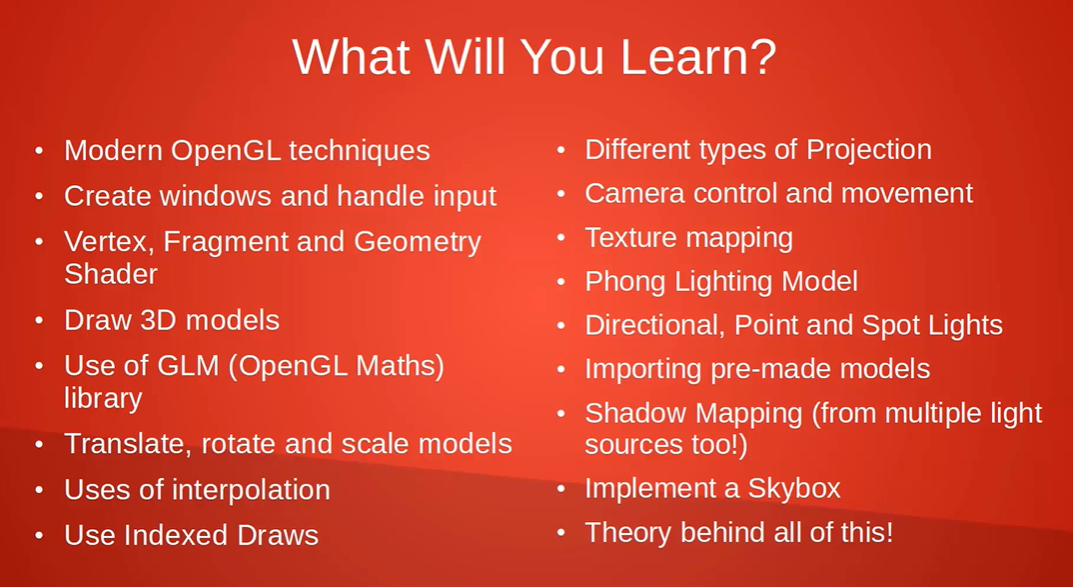 What Will You Learn?
• Modern OpenGL techniques
• Create windows and handle input
• Vertex, Fragment and Geometry
Shader
• Draw 3D models
• Use of GLM (OpenGL Maths)
library
• Translate, rotate and scale models
• Uses of interpolation
• Use Indexed Draws
• Different types of Projection
• Camera control and movement
• Texture mapping
• Phong Lighting Model
• Directional, Point and Spot Lights
• Importing pre-made models
• Shadow Mapping (from multiple light
sources too!)
• Implement a Skybox
• Theory behind all of this!